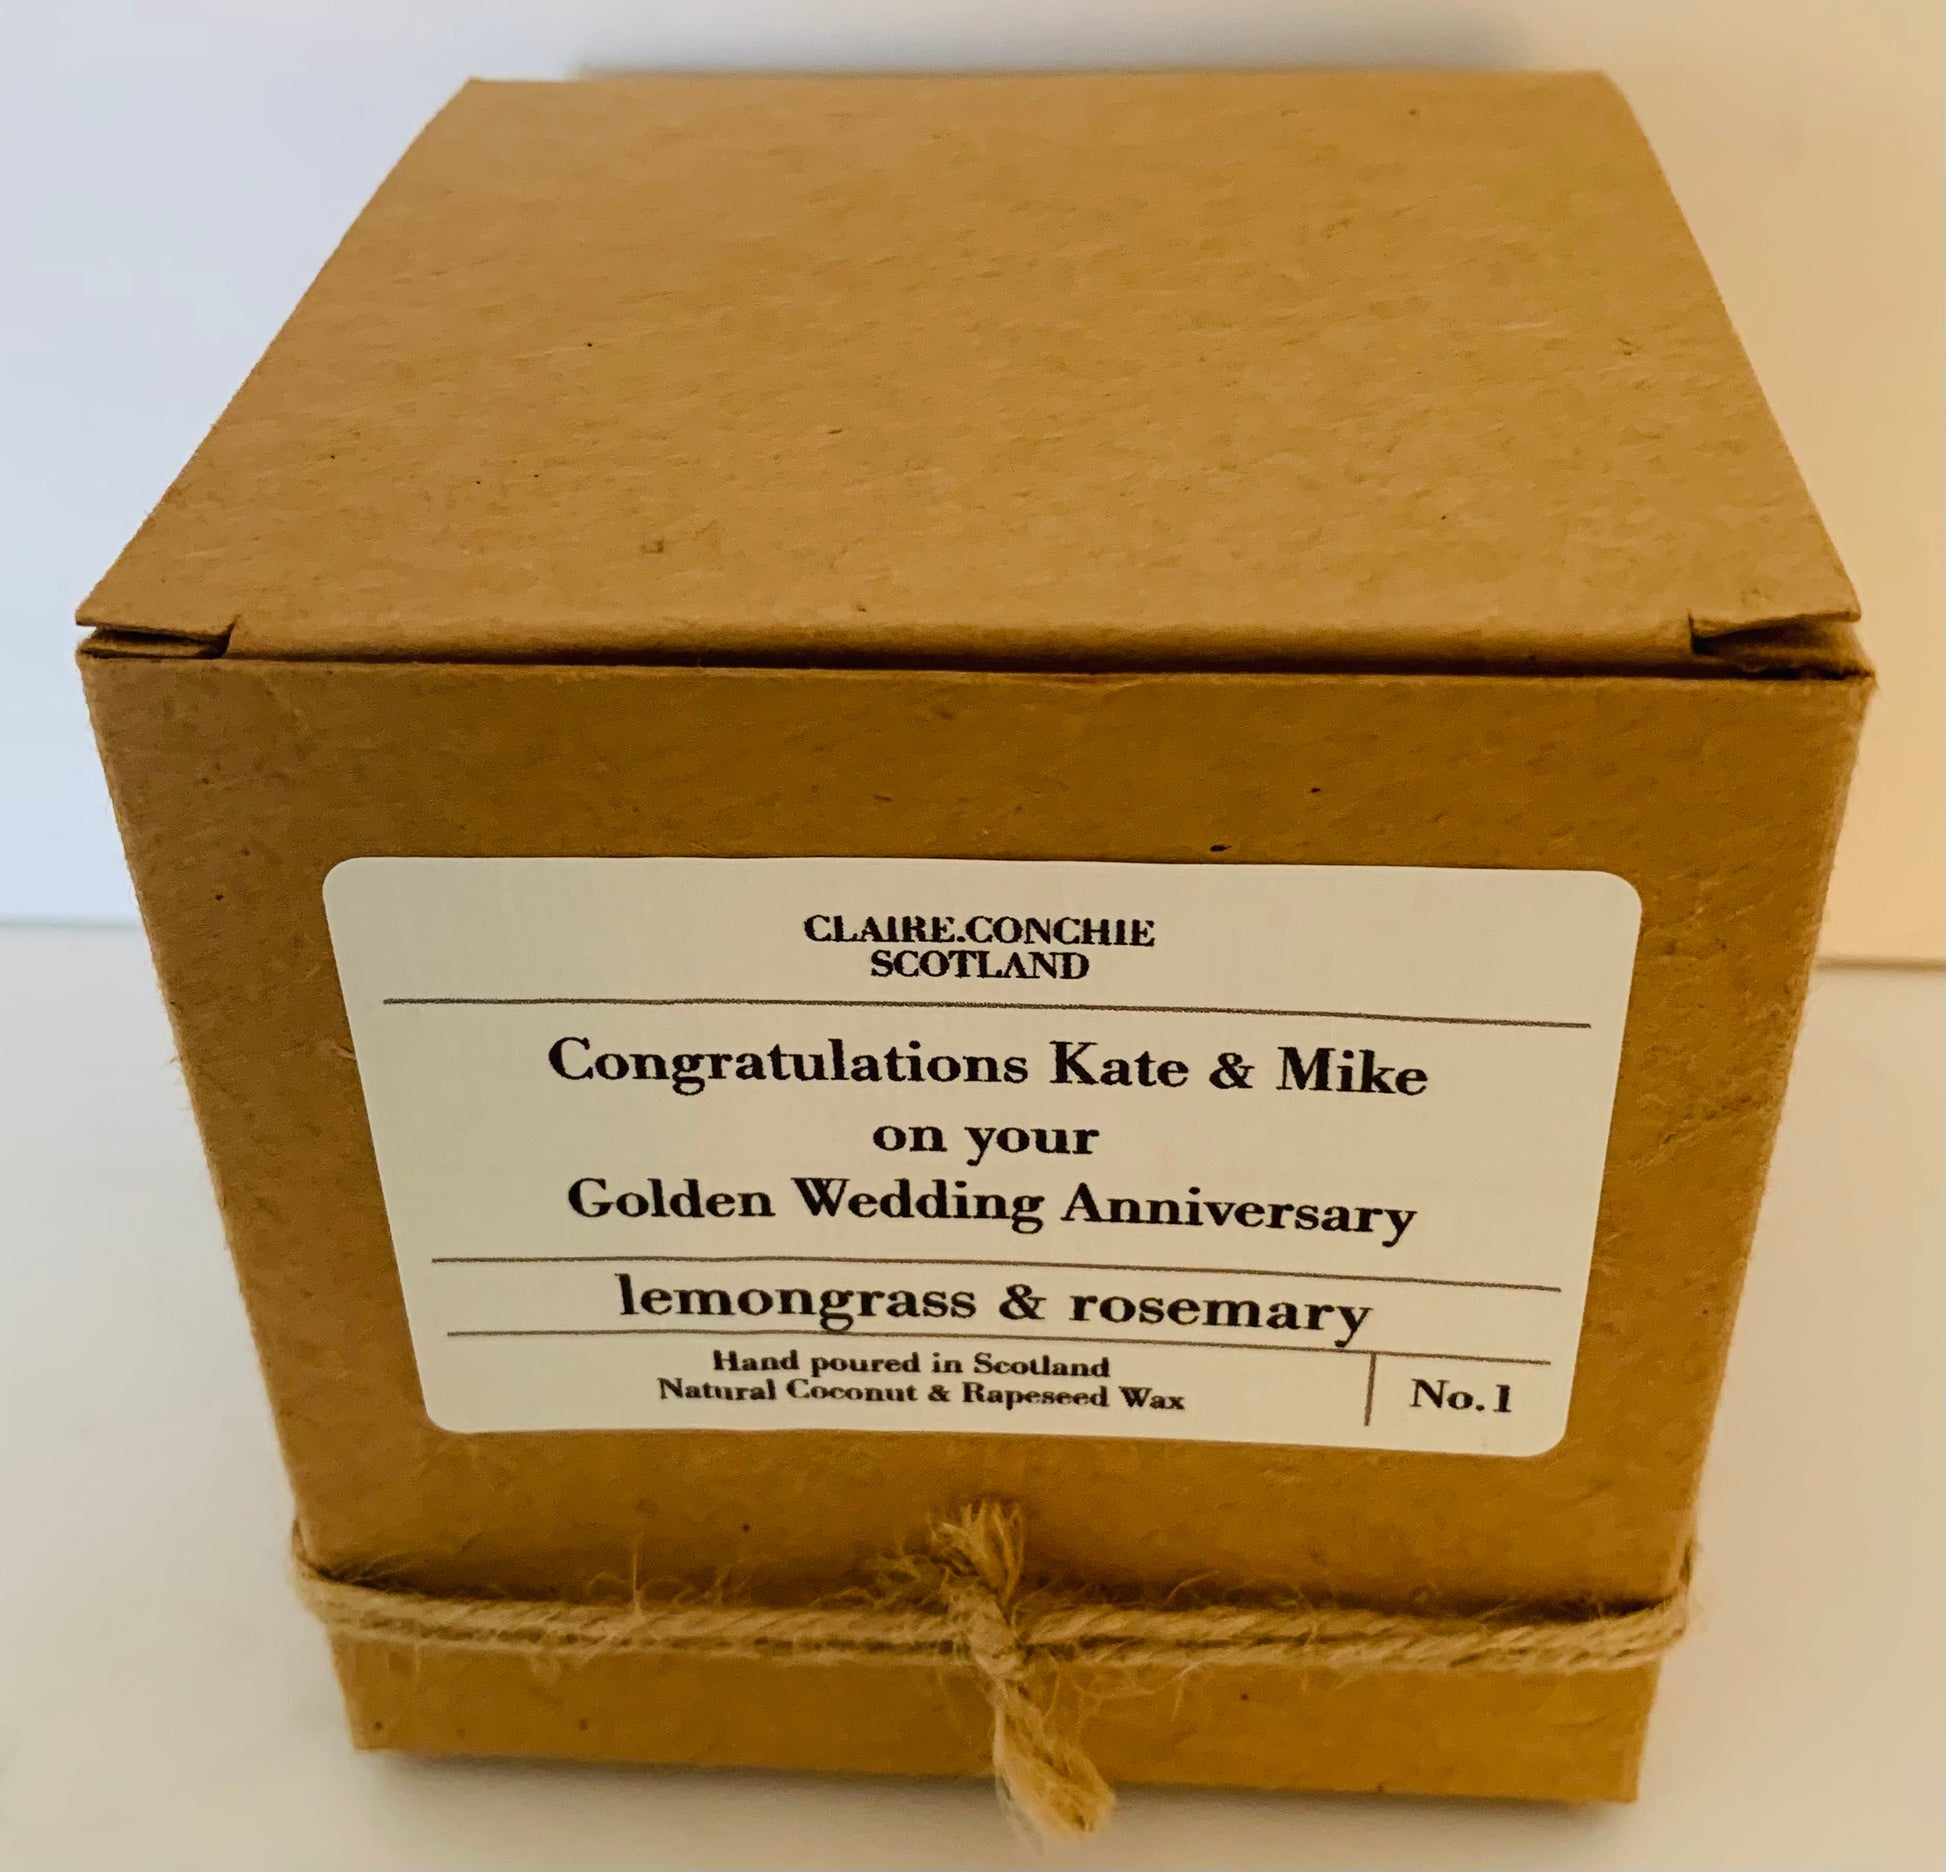 CLAIRE.CONCHIE
SCOTLAND
Congratulations Kate & Mike
on your
Golden Wedding Anniversary
lemongrass & rosemary
Hand poured in Scotland
Natural Coconut & Rapeseed Wax
No.1